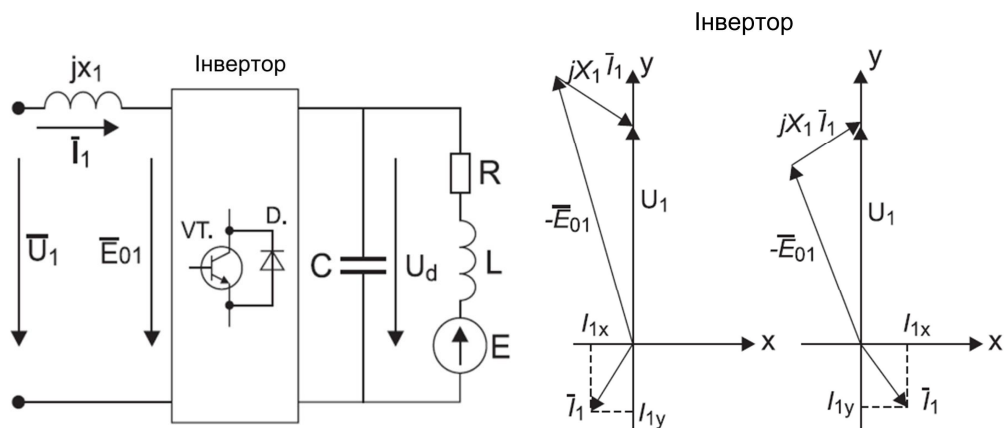 Інвертор
jx₁
Ī₁
Ū₁
Ē₀₁
Інвертор
VT.
D.
C
U_d
R
L
E
y
jX₁ Ī₁
U₁
-Ē₀₁
I₁ₓ
x
Ī₁
I₁y
y
jX₁ Ī₁
U₁
-Ē₀₁
I₁ₓ
x
I₁y
Ī₁